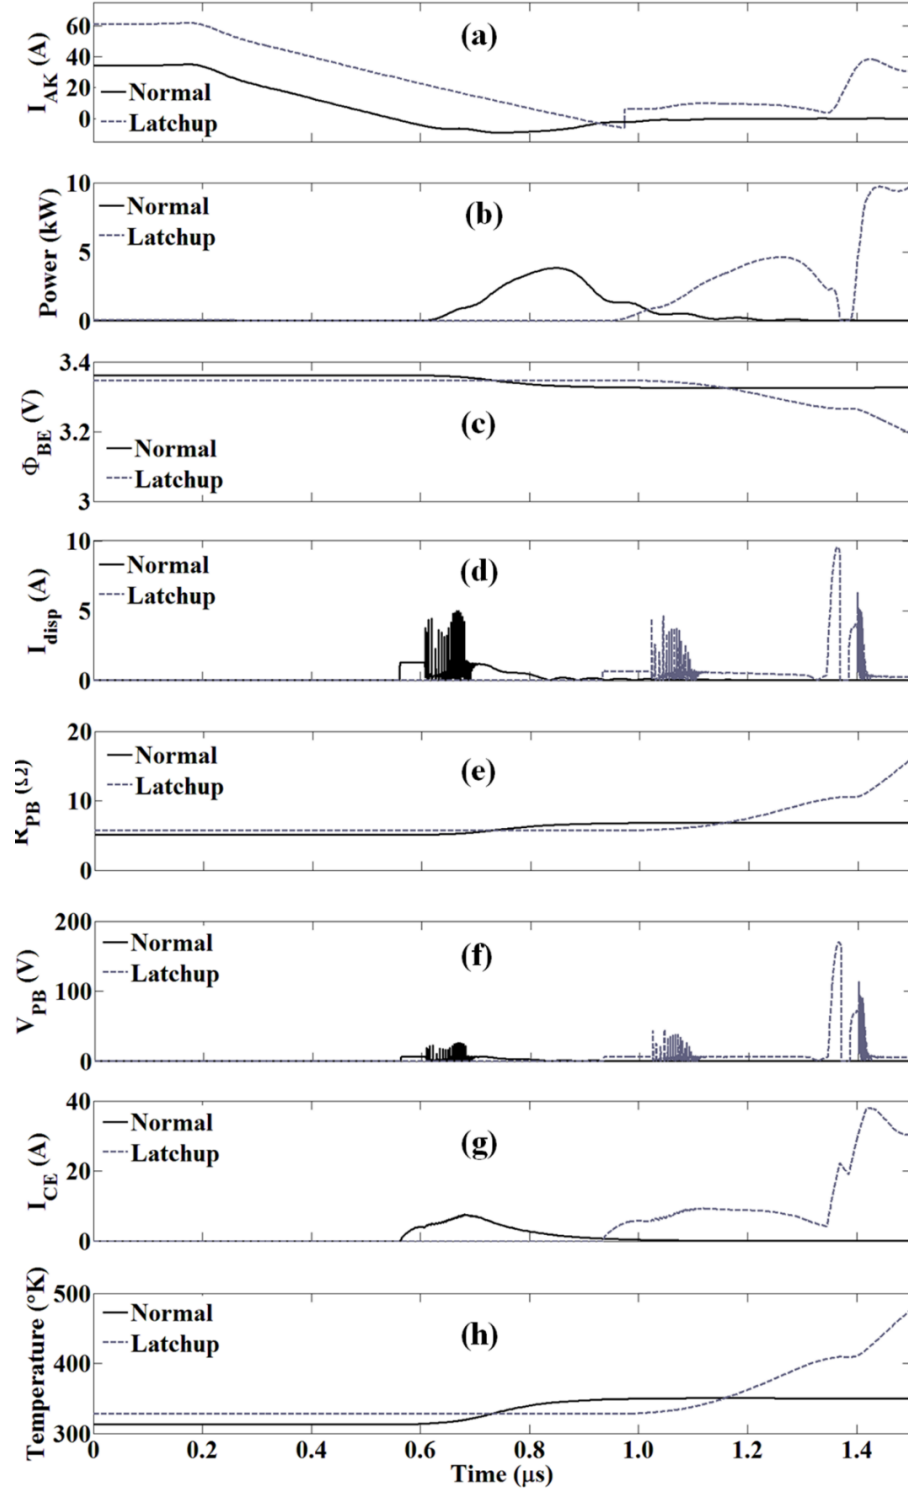 60
40
20
0
I_AK (A)
(a)
Normal
Latchup
10
5
0
Power (kW)
(b)
Normal
Latchup
3.4
3.2
3
Φ_BE (V)
(c)
Normal
Latchup
10
5
0
I_disp (A)
(d)
Normal
Latchup
20
10
0
R_PB (Ω)
(e)
Normal
Latchup
200
100
0
V_PB (V)
(f)
Normal
Latchup
40
20
0
I_CE (A)
(g)
Normal
Latchup
500
400
300
Temperature (°K)
(h)
Normal
Latchup
0 0.2 0.4 0.6 0.8 1.0 1.2 1.4
Time (μs)